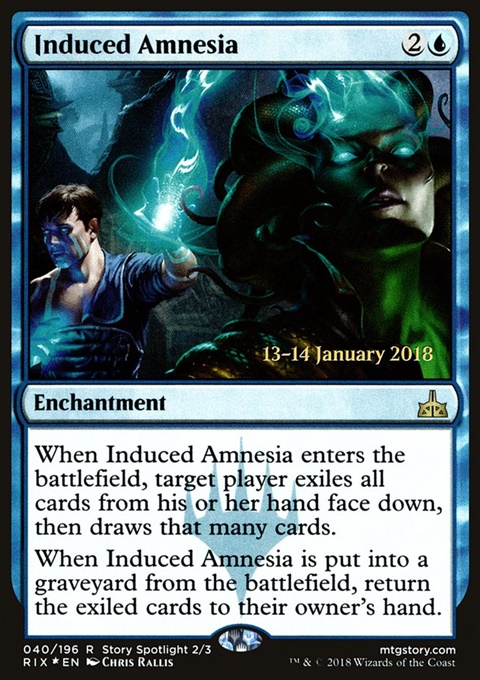 Induced Amnesia 2
13–14 January 2018
Enchantment
When Induced Amnesia enters the
battlefield, target player exiles all
cards from his or her hand face down,
then draws that many cards.
When Induced Amnesia is put into a
graveyard from the battlefield, return
the exiled cards to their owner's hand.
040/196 R Story Spotlight 2/3 mtgstory.com
RIX ★ EN Chris Rallis ™ & © 2018 Wizards of the Coast